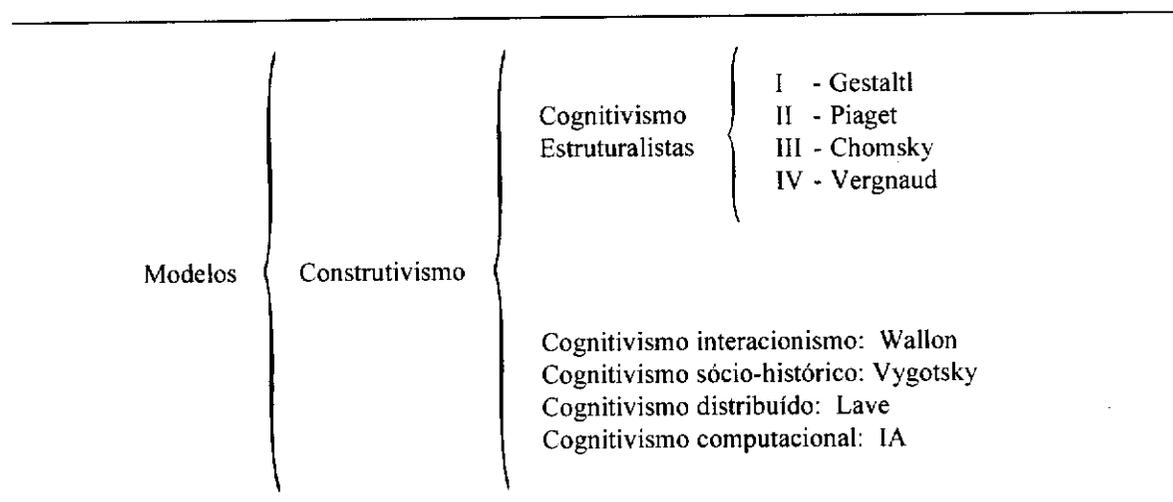 I - Gestaltl
Cognitivismo
II - Piaget
Estruturalistas
III - Chomsky
IV - Vergnaud
Modelos
Construtivismo
Cognitivismo interacionismo: Wallon
Cognitivismo sócio-histórico: Vygotsky
Cognitivismo distribuído: Lave
Cognitivismo computacional: IA